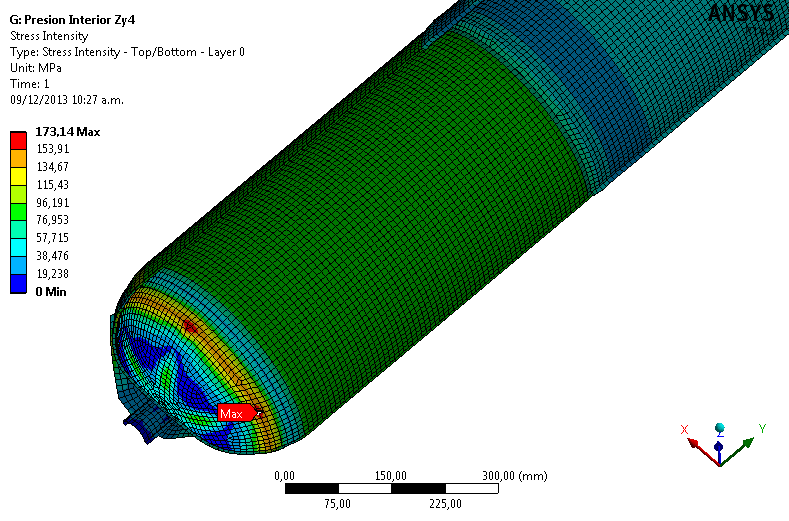 G: Presion Interior Zy4
Stress Intensity
Type: Stress Intensity - Top/Bottom - Layer 0
Unit: MPa
Time: 1
09/12/2013 10:27 a.m.
173,14 Max
153,91
134,67
115,43
96,191
76,953
57,715
38,476
19,238
0 Min
ANSYS
Max
X
Z
Y
0,00
150,00
300,00 (mm)
75,00
225,00